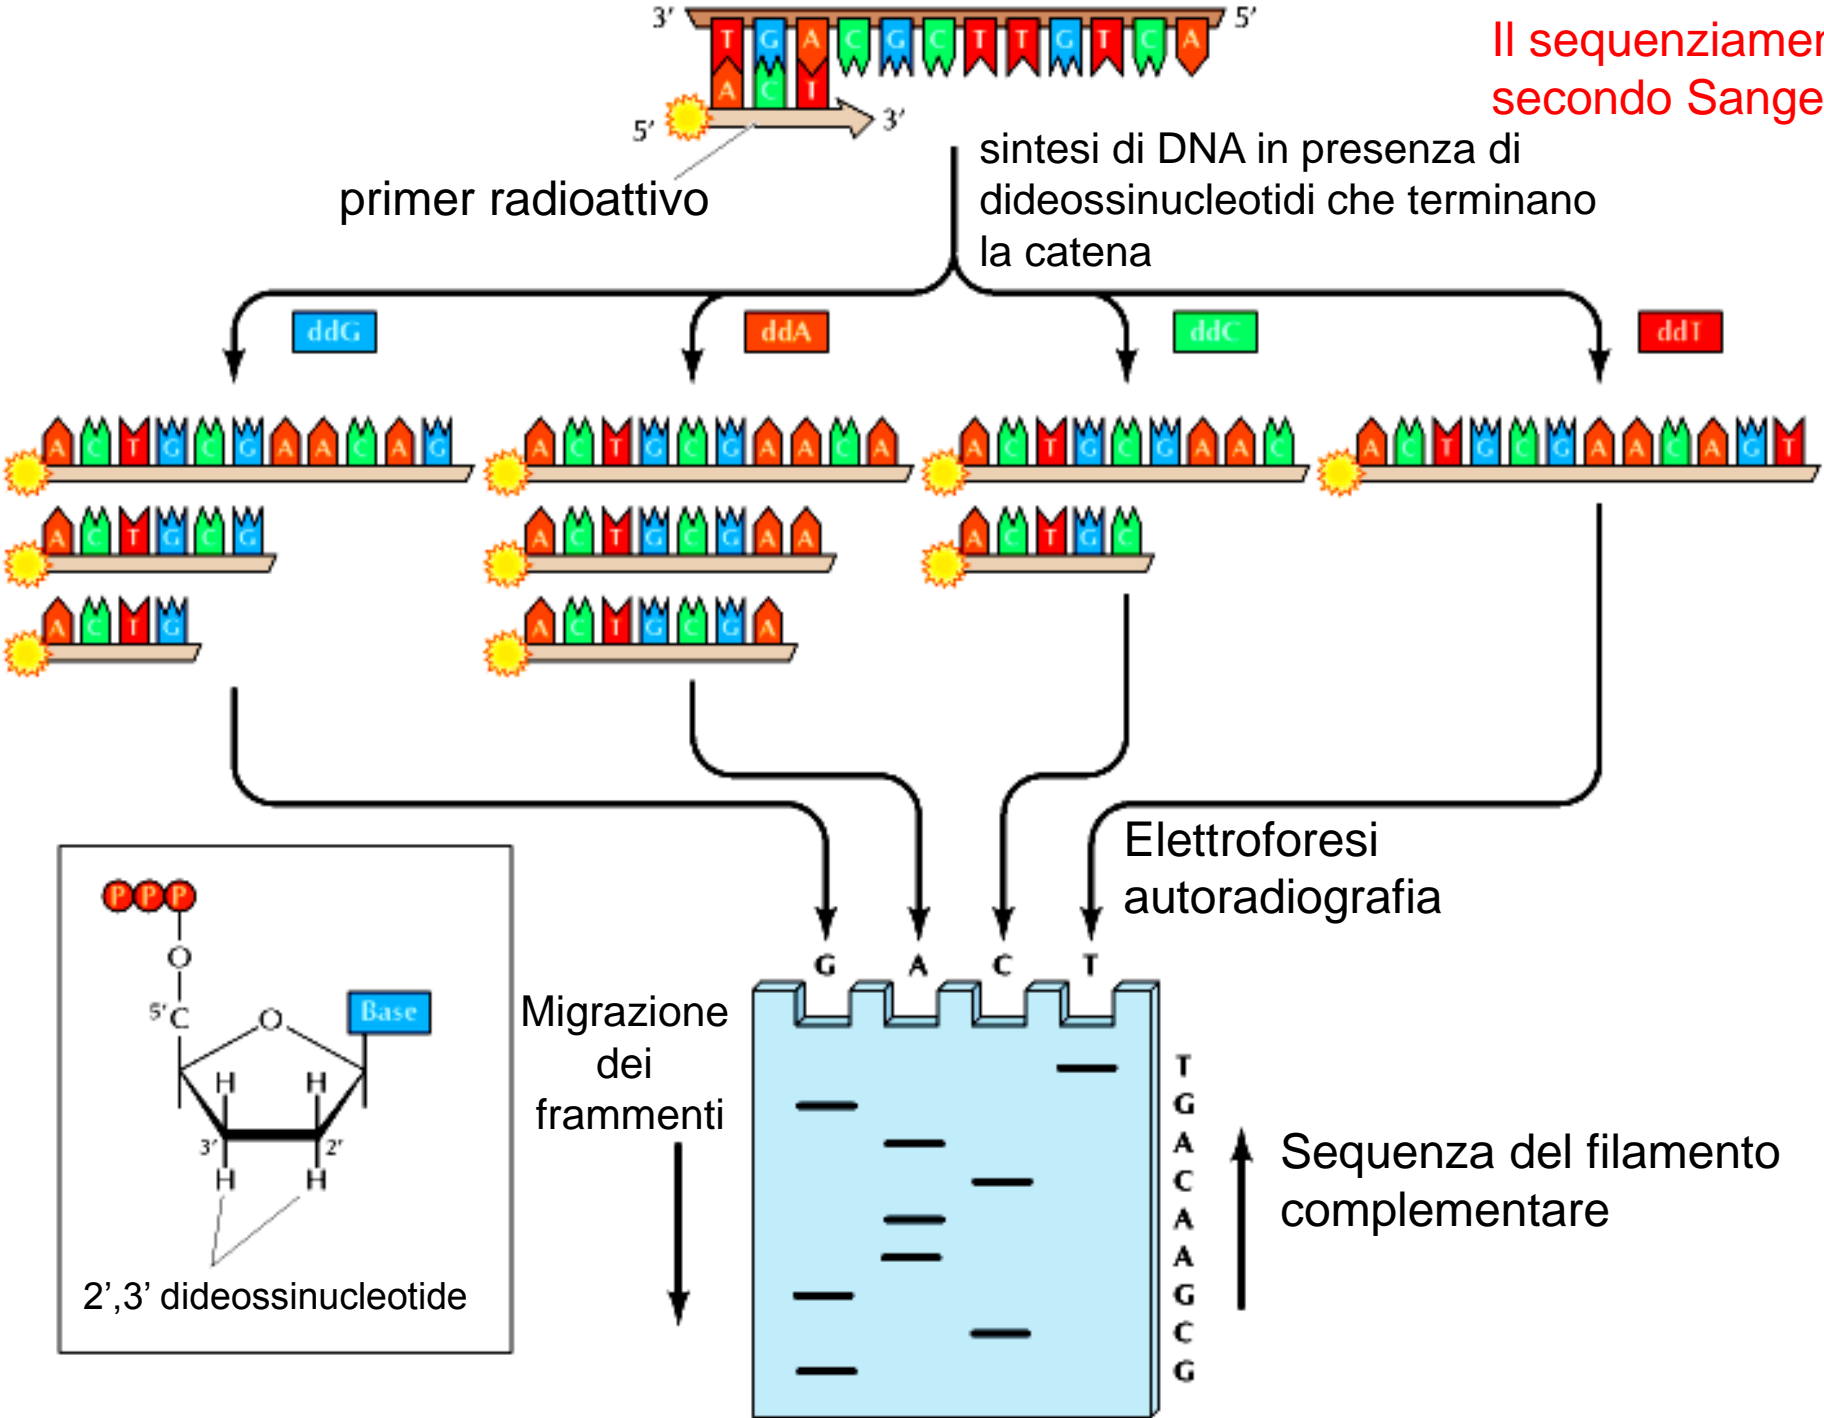 Il sequenziamen
secondo Sange
3' T G A C G C T T G T C A 5'
A C T
5' 3'
primer radioattivo
sintesi di DNA in presenza di
dideossinucleotidi che terminano
la catena
ddG ddA ddC ddT
A C T G C G A A C A G
A C T G C G A A C A
A C T G C G A A C
A C T G C G A A C A G T
A C T G C G
A C T G C G A A
A C T G C
A C T G
A C T G C G A
Elettroforesi
autoradiografia
P P P
O
5'C O Base
H H
3' 2'
H H
2',3' dideossinucleotide
Migrazione
dei
frammenti
G A C T
T
G
A
C
A
A
G
C
G
Sequenza del filamento
complementare